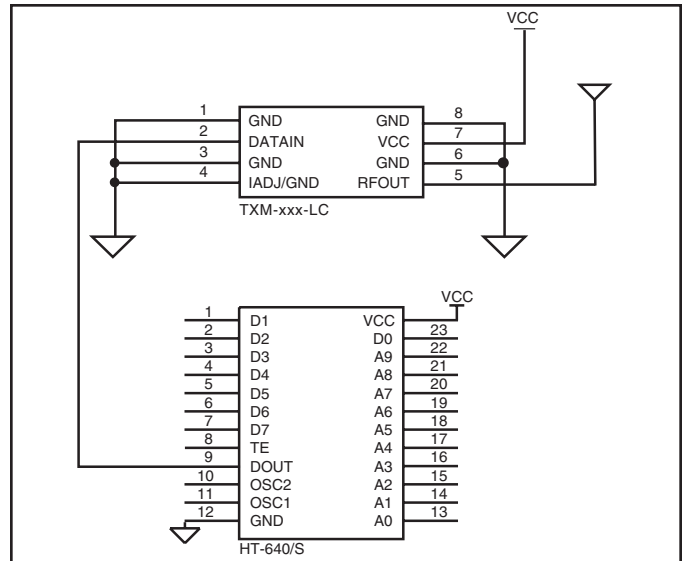 VCC
1 GND GND 8
2 DATAIN VCC 7
3 GND GND 6
4 IADJ/GND RFOUT 5
TXM-xxx-LC
VCC
1 D1 VCC
2 D2 D0 23
3 D3 A9 22
4 D4 A8 21
5 D5 A7 20
6 D6 A6 19
7 D7 A5 18
8 TE A4 17
9 DOUT A3 16
10 OSC2 A2 15
11 OSC1 A1 14
12 GND A0 13
HT-640/S